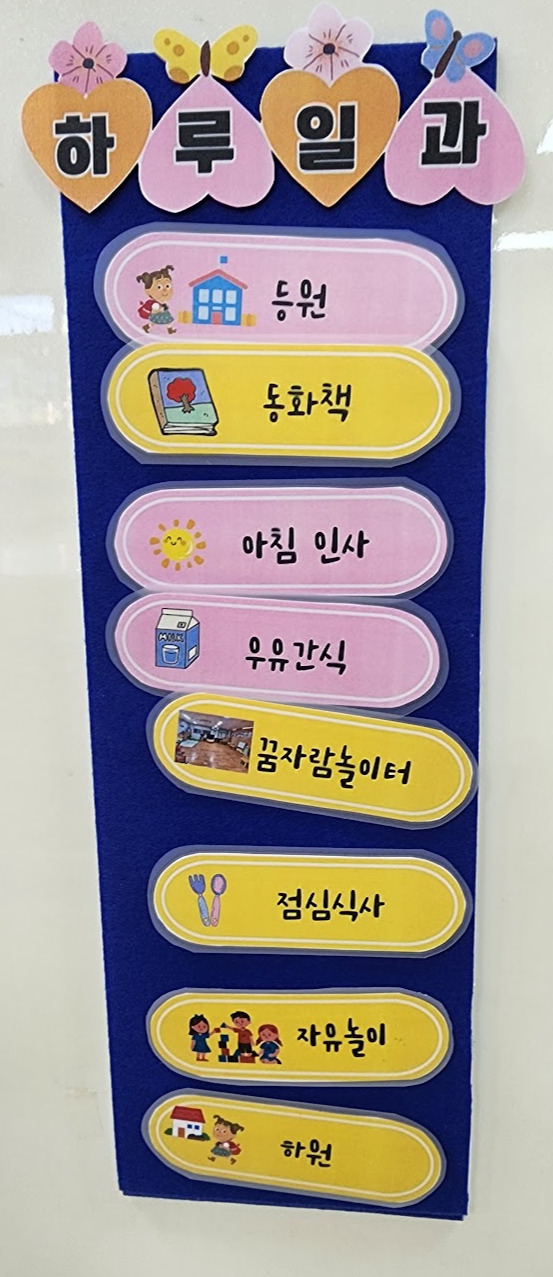 하루일과
등원
동화책
아침 인사
MILK
우유간식
꿈자람놀이터
점심식사
자유놀이
하원